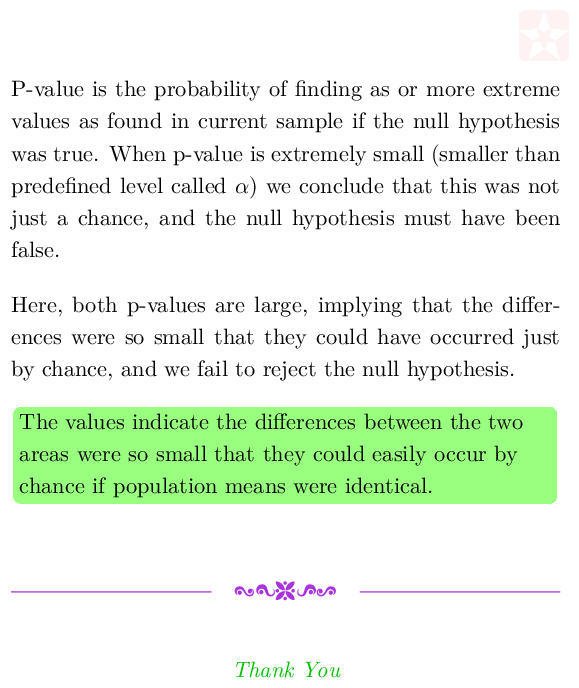 P-value is the probability of finding as or more extreme
values as found in current sample if the null hypothesis
was true. When p-value is extremely small (smaller than
predefined level called α) we conclude that this was not
just a chance, and the null hypothesis must have been
false.
Here, both p-values are large, implying that the differ-
ences were so small that they could have occurred just
by chance, and we fail to reject the null hypothesis.
The values indicate the differences between the two
areas were so small that they could easily occur by
chance if population means were identical.
Thank You